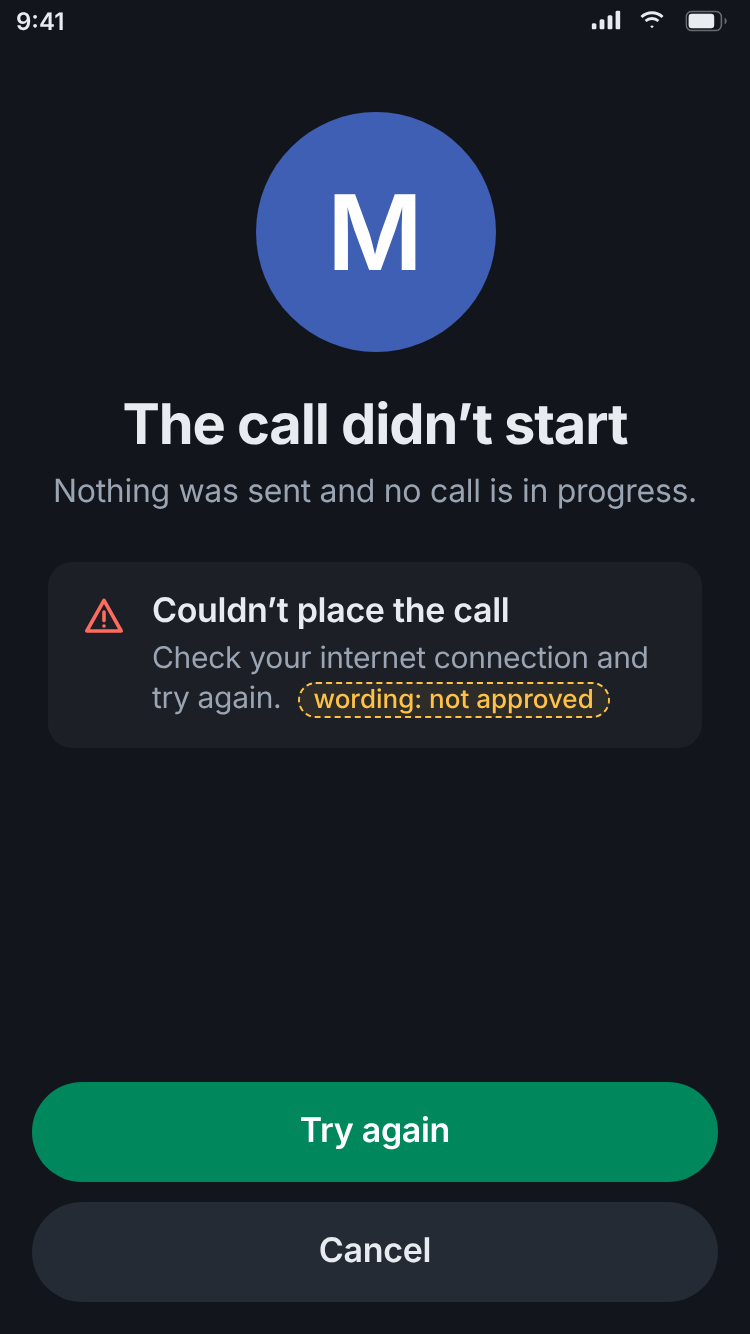 9:41
M
The call didn’t start
Nothing was sent and no call is in progress.
Couldn’t place the call
Check your internet connection and
try again. wording: not approved
Try again
Cancel